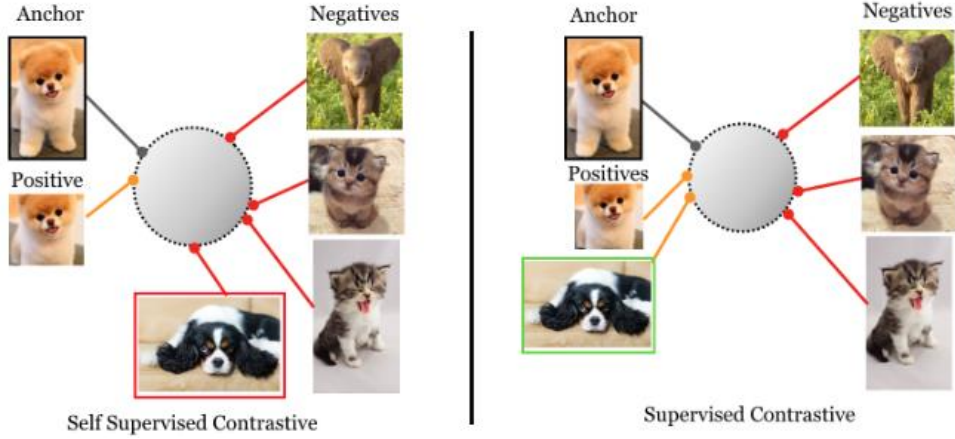 Anchor
Negatives
Positive
Self Supervised Contrastive
Anchor
Negatives
Positives
Supervised Contrastive